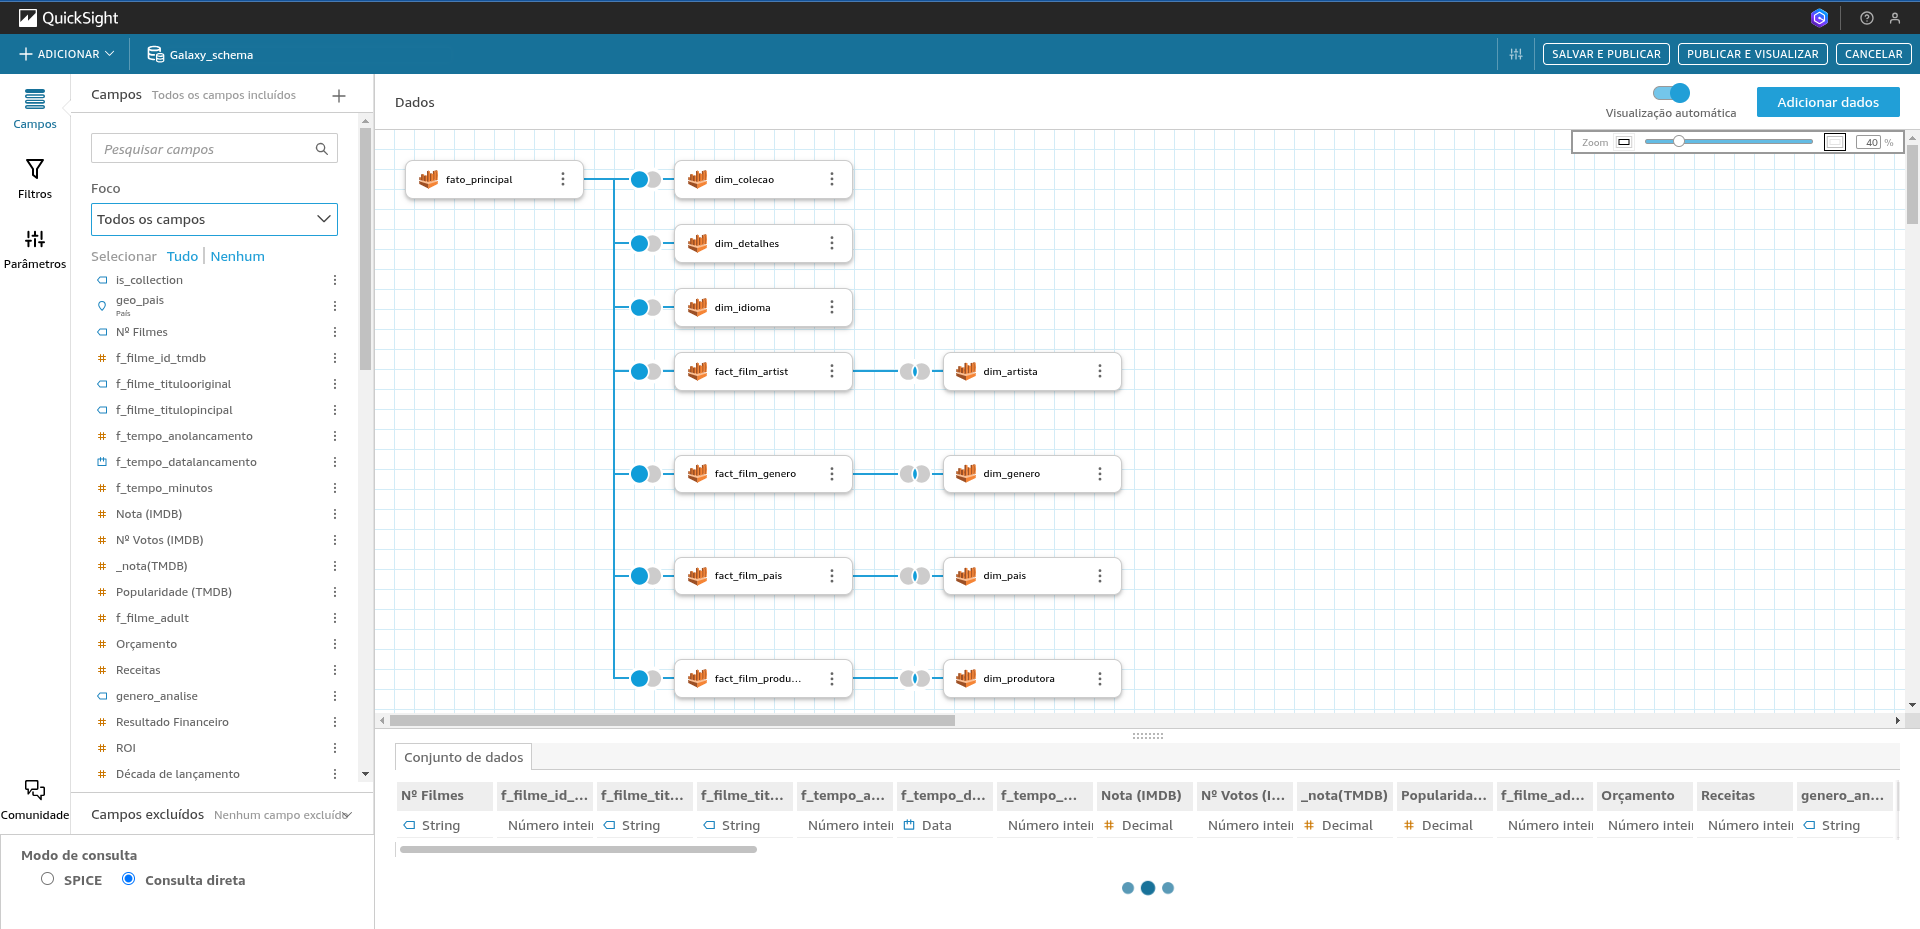 QuickSight
ADICIONAR
Galaxy_schema
SALVAR E PUBLICAR
PUBLICAR E VISUALIZAR
CANCELAR
Campos
Filtros
Parâmetros
Comunidade
Campos Todos os campos incluídos
Pesquisar campos
Foco
Todos os campos
Selecionar Tudo Nenhum
is_collection
geo_pais
País
Nº Filmes
f_filme_id_tmdb
f_filme_titulooriginal
f_filme_titulopincipal
f_tempo_anolancamento
f_tempo_datalancamento
f_tempo_minutos
Nota (IMDB)
Nº Votos (IMDB)
_nota(TMDB)
Popularidade (TMDB)
f_filme_adult
Orçamento
Receitas
genero_analise
Resultado Financeiro
ROI
Década de lançamento
Campos excluídos Nenhum campo excluído
Modo de consulta
SPICE Consulta direta
Dados
Visualização automática
Adicionar dados
Zoom 40 %
fato_principal
dim_colecao
dim_detalhes
dim_idioma
fact_film_artist
dim_artista
fact_film_genero
dim_genero
fact_film_pais
dim_pais
fact_film_produ...
dim_produtora
Conjunto de dados
Nº Filmes f_filme_id_... f_filme_tit... f_filme_tit... f_tempo_a... f_tempo_d... f_tempo_... Nota (IMDB) Nº Votos (I... _nota(TMDB) Popularida... f_filme_ad... Orçamento Receitas genero_an...
String Número intei String String Número intei Data Número intei Decimal Número intei Decimal Decimal Número intei Número intei Número intei String